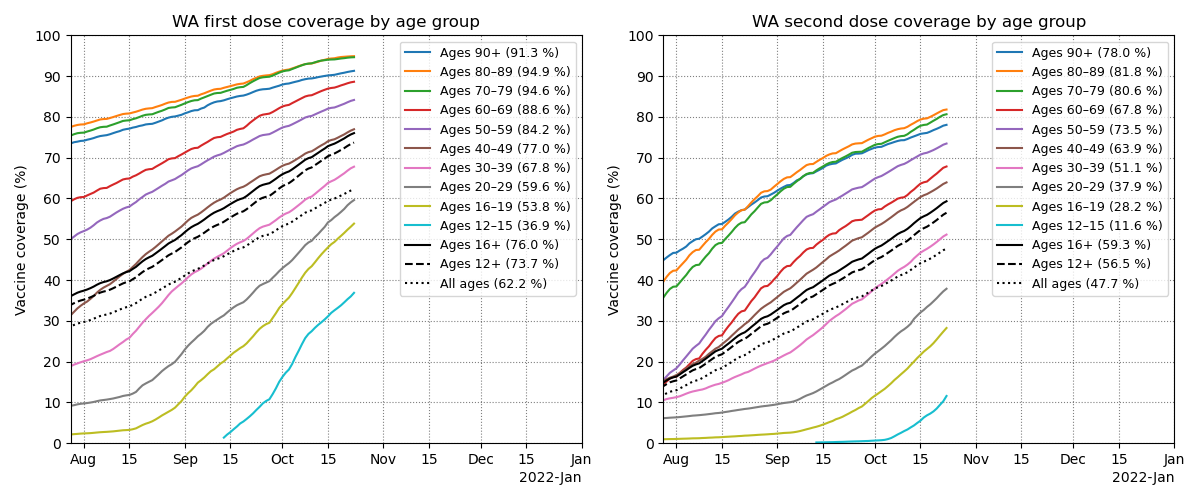 WA first dose coverage by age group
Vaccine coverage (%)
100
90
80
70
60
50
40
30
20
10
0
Ages 90+ (91.3 %)
Ages 80–89 (94.9 %)
Ages 70–79 (94.6 %)
Ages 60–69 (88.6 %)
Ages 50–59 (84.2 %)
Ages 40–49 (77.0 %)
Ages 30–39 (67.8 %)
Ages 20–29 (59.6 %)
Ages 16–19 (53.8 %)
Ages 12–15 (36.9 %)
Ages 16+ (76.0 %)
Ages 12+ (73.7 %)
All ages (62.2 %)
Aug 15 Sep 15 Oct 15 Nov 15 Dec 15 Jan
2022-Jan
WA second dose coverage by age group
Vaccine coverage (%)
100
90
80
70
60
50
40
30
20
10
0
Ages 90+ (78.0 %)
Ages 80–89 (81.8 %)
Ages 70–79 (80.6 %)
Ages 60–69 (67.8 %)
Ages 50–59 (73.5 %)
Ages 40–49 (63.9 %)
Ages 30–39 (51.1 %)
Ages 20–29 (37.9 %)
Ages 16–19 (28.2 %)
Ages 12–15 (11.6 %)
Ages 16+ (59.3 %)
Ages 12+ (56.5 %)
All ages (47.7 %)
Aug 15 Sep 15 Oct 15 Nov 15 Dec 15 Jan
2022-Jan